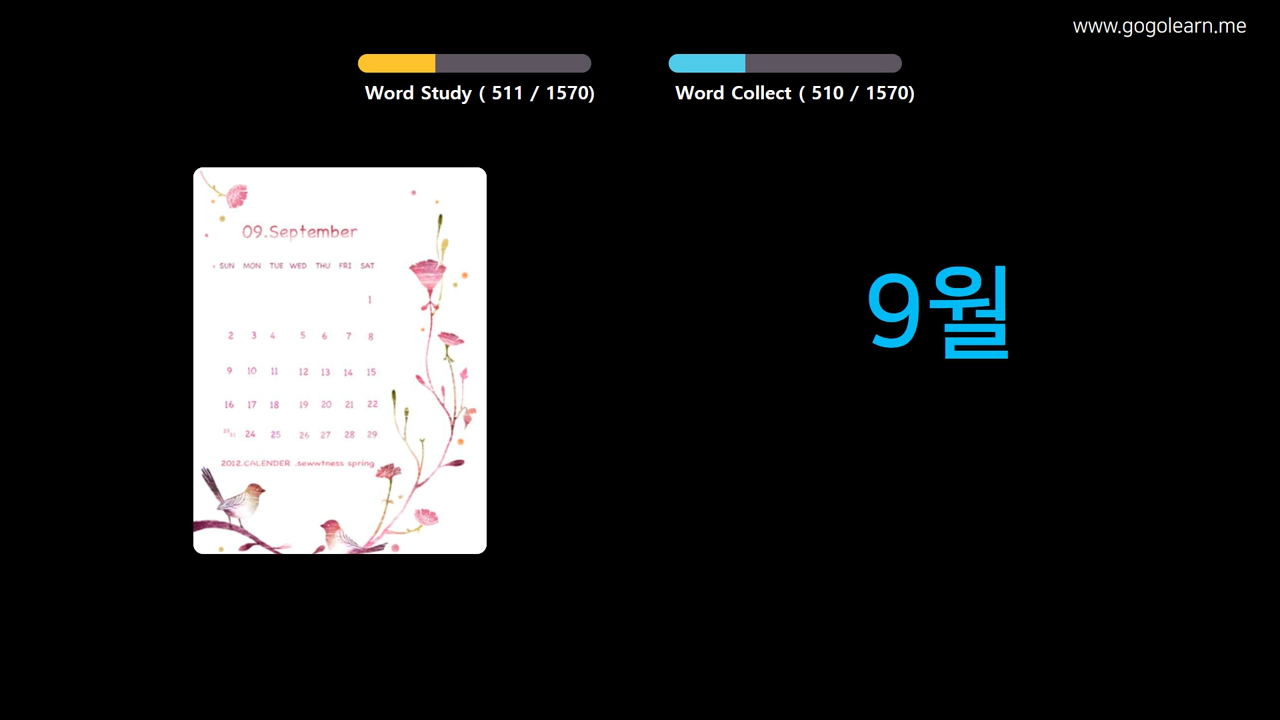 www.gogolearn.me
Word Study ( 511 / 1570)
Word Collect ( 510 / 1570)
09.September
SUN MON TUE WED THU FRI SAT
1
2 3 4 5 6 7 8
9 10 11 12 13 14 15
16 17 18 19 20 21 22
24 25 26 27 28 29
2012.CALENDER .sewwtness spring
9월